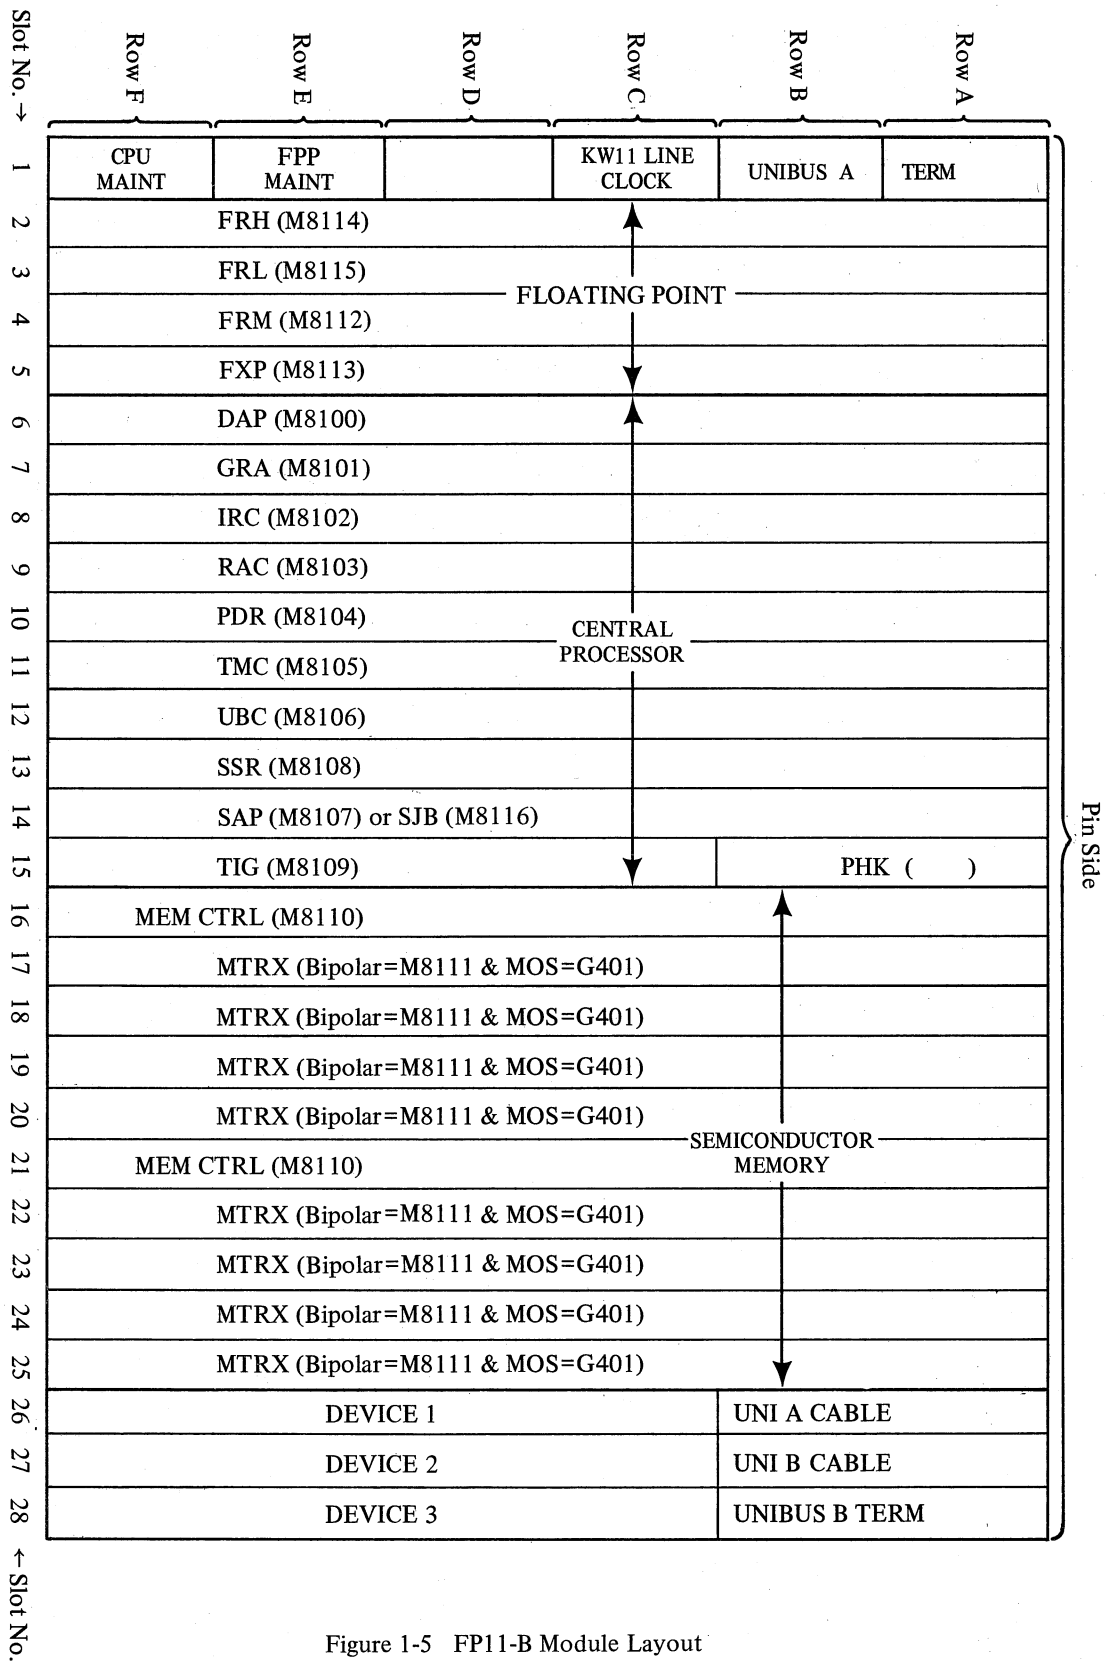 Slot No. →
Row F
Row E
Row D
Row C
Row B
Row A
1
CPU
MAINT
FPP
MAINT
KW11 LINE
CLOCK
UNIBUS A
TERM
2
FRH (M8114)
3
FRL (M8115)
FLOATING POINT
4
FRM (M8112)
5
FXP (M8113)
6
DAP (M8100)
7
GRA (M8101)
8
IRC (M8102)
9
RAC (M8103)
10
PDR (M8104)
CENTRAL
PROCESSOR
11
TMC (M8105)
12
UBC (M8106)
13
SSR (M8108)
14
SAP (M8107) or SJB (M8116)
15
TIG (M8109)
PHK ( )
Pin Side
16
MEM CTRL (M8110)
17
MTRX (Bipolar=M8111 & MOS=G401)
18
MTRX (Bipolar=M8111 & MOS=G401)
19
MTRX (Bipolar=M8111 & MOS=G401)
20
MTRX (Bipolar=M8111 & MOS=G401)
SEMICONDUCTOR
MEMORY
21
MEM CTRL (M8110)
22
MTRX (Bipolar=M8111 & MOS=G401)
23
MTRX (Bipolar=M8111 & MOS=G401)
24
MTRX (Bipolar=M8111 & MOS=G401)
25
MTRX (Bipolar=M8111 & MOS=G401)
26
DEVICE 1
UNI A CABLE
27
DEVICE 2
UNI B CABLE
28
DEVICE 3
UNIBUS B TERM
← Slot No.
Figure 1-5 FP11-B Module Layout